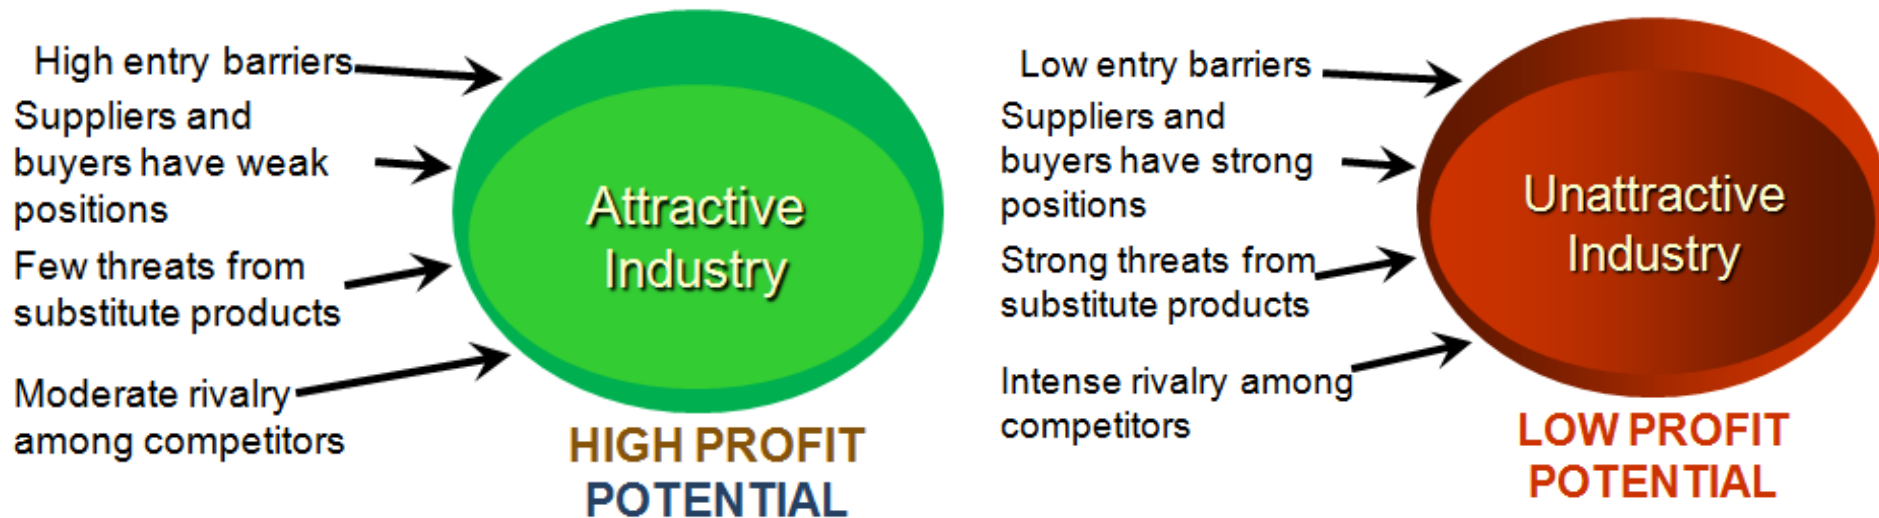 High entry barriers
Suppliers and
buyers have weak
positions
Few threats from
substitute products
Moderate rivalry
among competitors
Attractive
Industry
HIGH PROFIT
POTENTIAL
Low entry barriers
Suppliers and
buyers have strong
positions
Strong threats from
substitute products
Intense rivalry among
competitors
Unattractive
Industry
LOW PROFIT
POTENTIAL